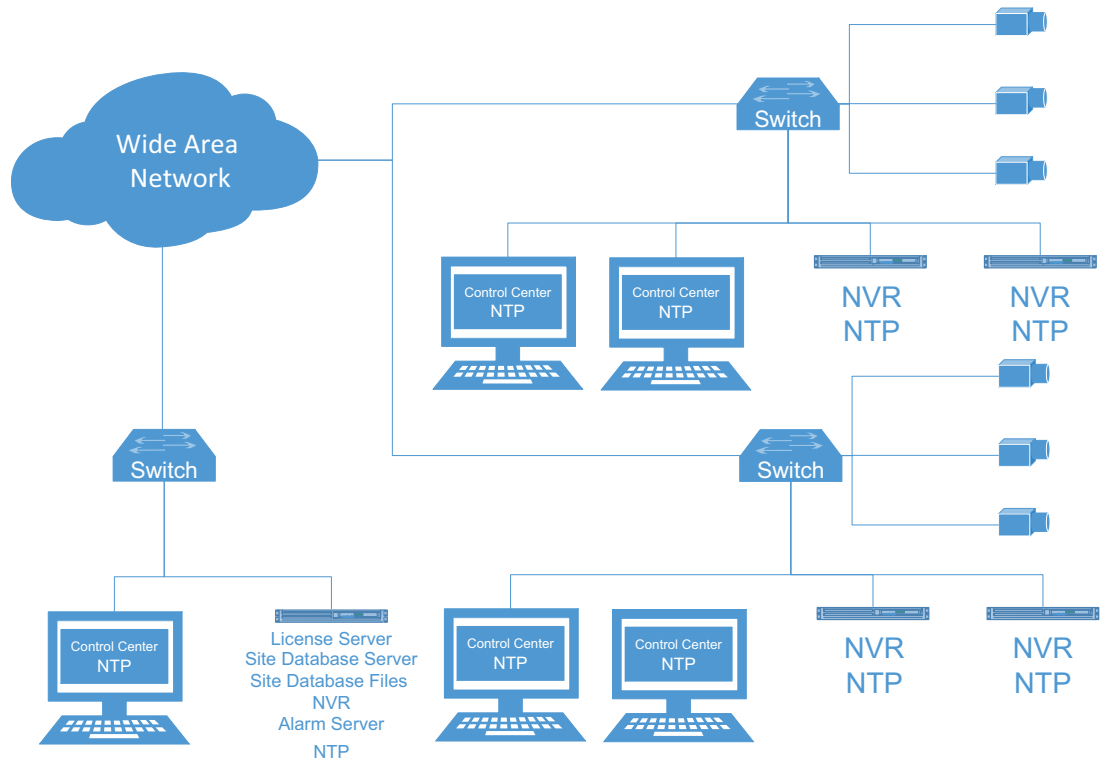 Wide Area
Network
Switch
Control Center
NTP
Control Center
NTP
NVR
NTP
NVR
NTP
Switch
Switch
Control Center
NTP
License Server
Site Database Server
Site Database Files
NVR
Alarm Server
NTP
Control Center
NTP
Control Center
NTP
NVR
NTP
NVR
NTP